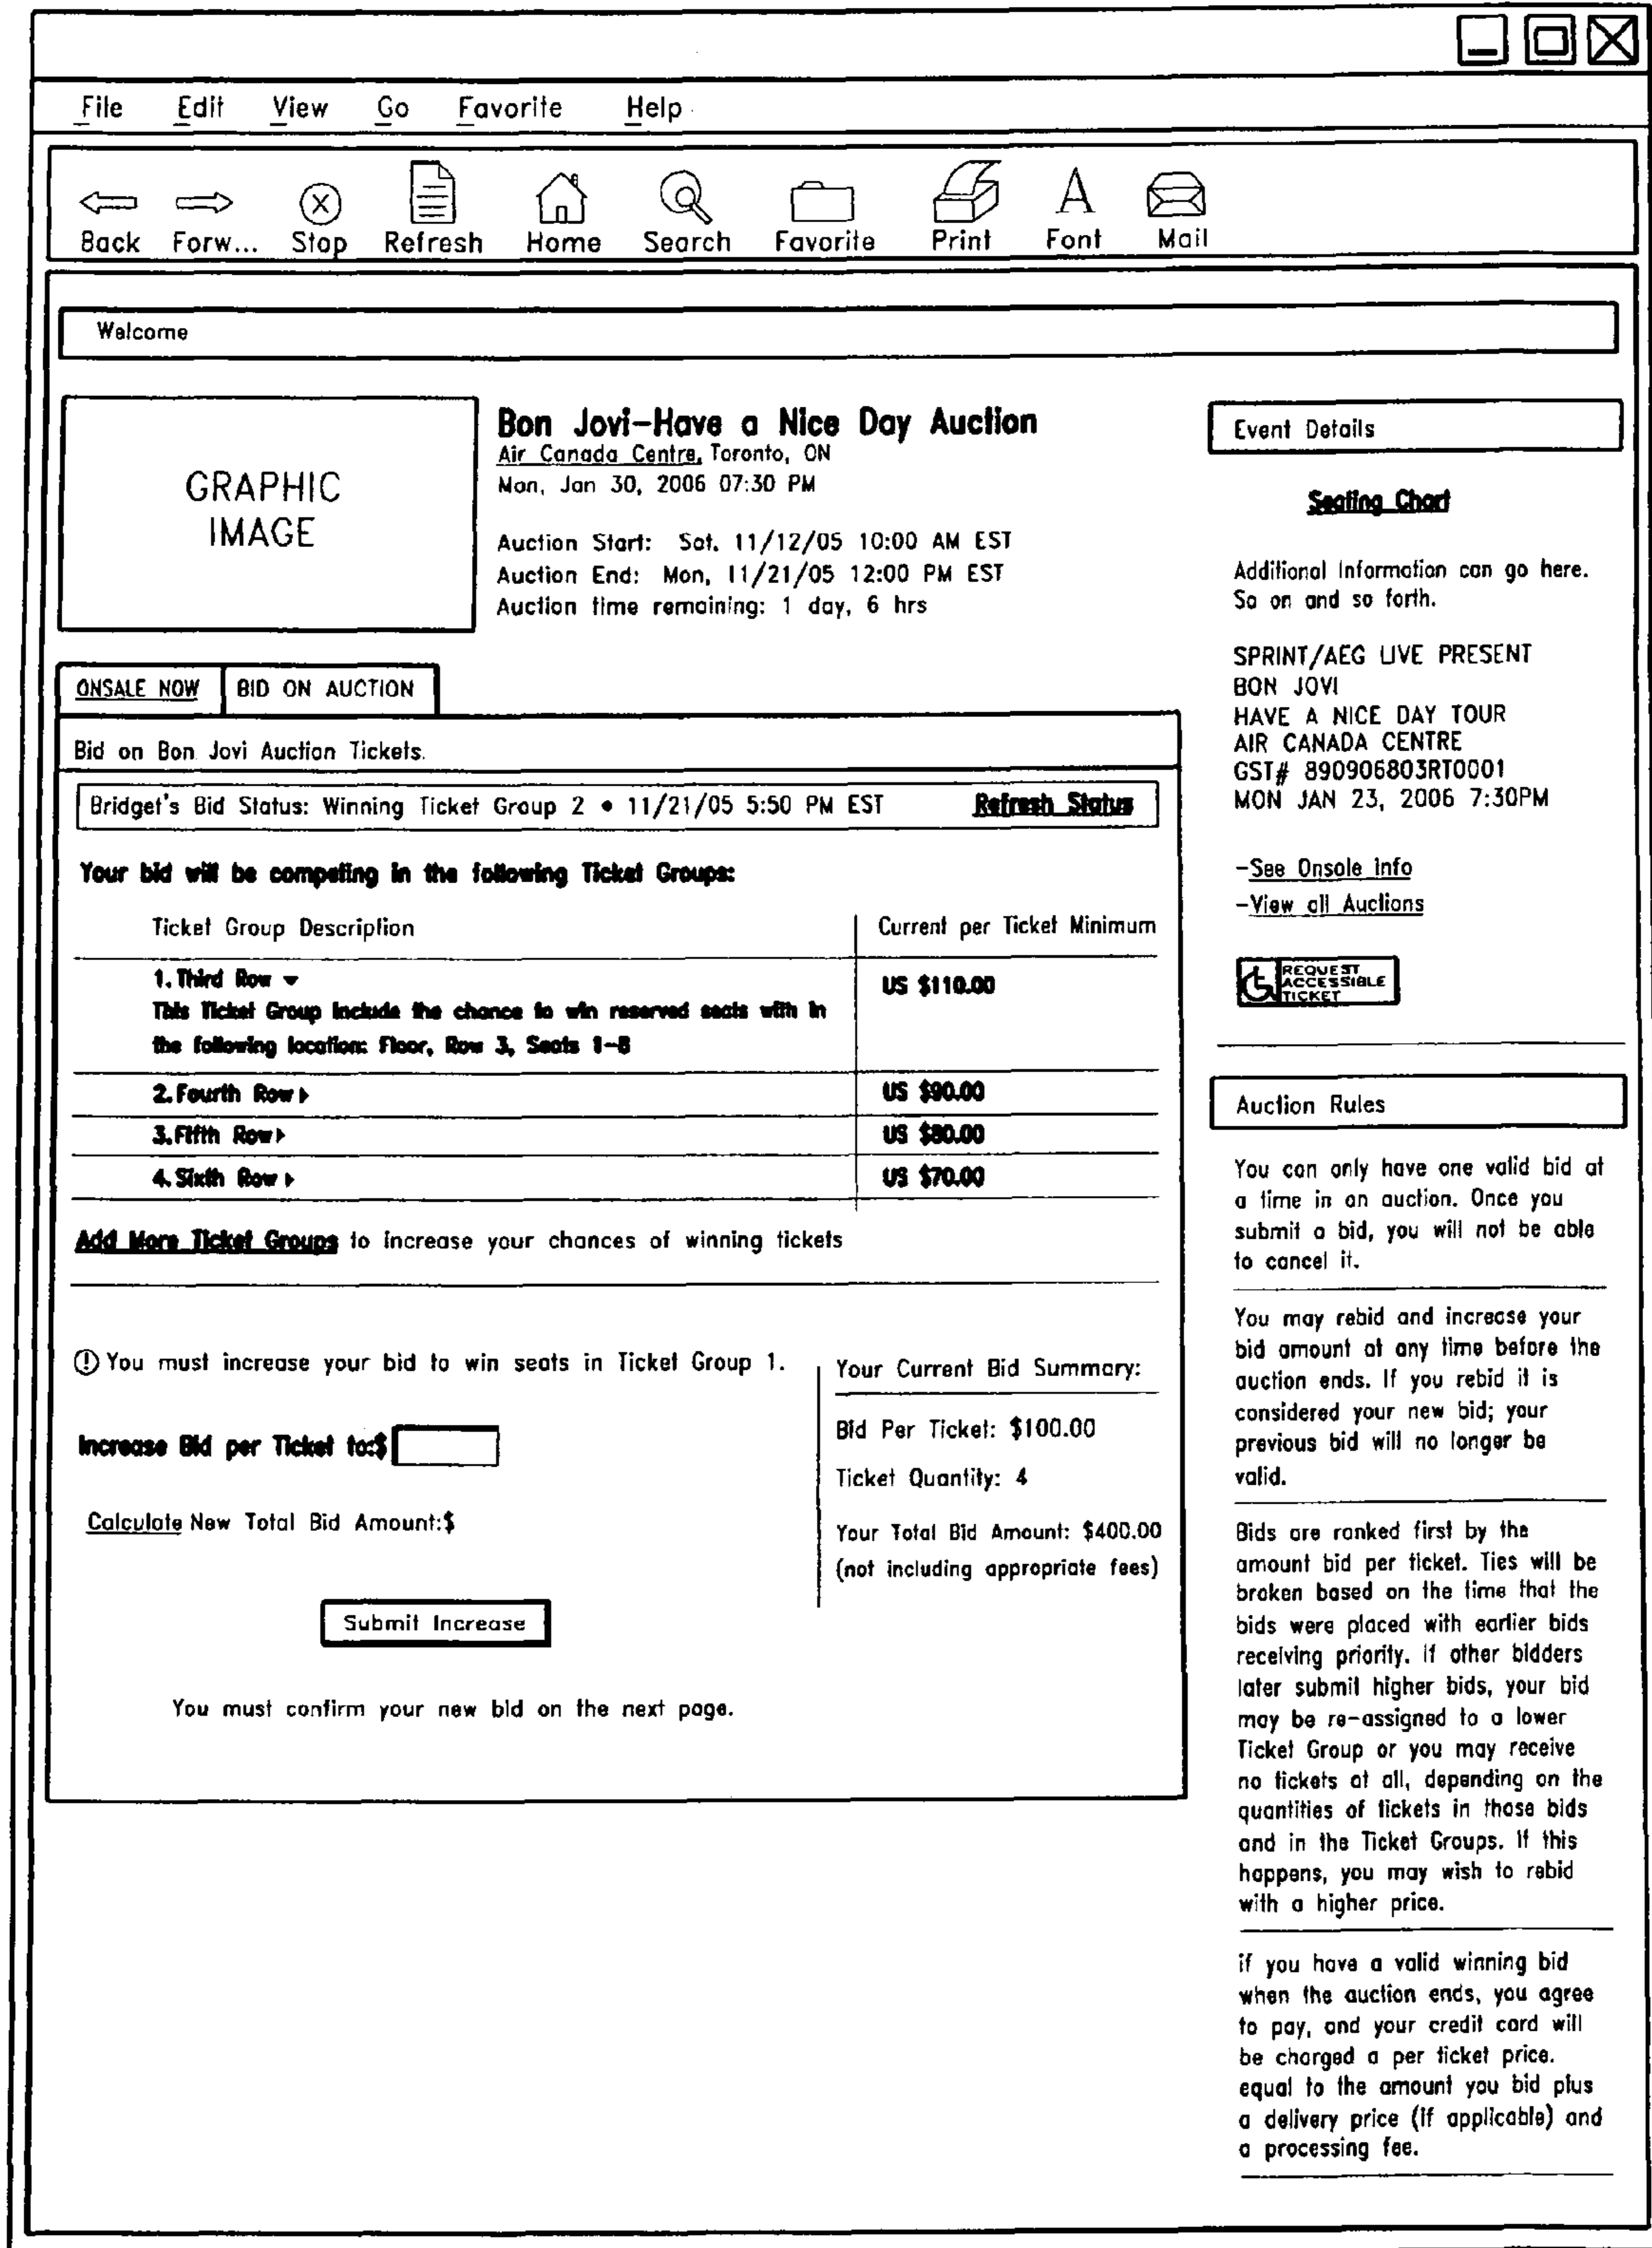 File Edit View Go Favorite Help
Back Forw... Stop Refresh Home Search Favorite Print Font Mail
Welcome
GRAPHIC
IMAGE
Bon Jovi-Have a Nice Day Auction
Air Canada Centre, Toronto, ON
Mon, Jan 30, 2006 07:30 PM
Auction Start: Sat. 11/12/05 10:00 AM EST
Auction End: Mon, 11/21/05 12:00 PM EST
Auction time remaining: 1 day, 6 hrs
ONSALE NOW BID ON AUCTION
Bid on Bon Jovi Auction Tickets.
Bridget's Bid Status: Winning Ticket Group 2 • 11/21/05 5:50 PM EST Refresh Status
Your bid will be competing in the following Ticket Groups:
Ticket Group Description Current per Ticket Minimum
1. Third Row ▾ US $110.00
This Ticket Group include the chance to win reserved seats with in
the following location: Floor, Row 3, Seats 1-8
2. Fourth Row ▸ US $90.00
3. Fifth Row ▸ US $80.00
4. Sixth Row ▸ US $70.00
Add More Ticket Groups to increase your chances of winning tickets
! You must increase your bid to win seats in Ticket Group 1.
Increase Bid per Ticket to:$
Calculate New Total Bid Amount:$
Submit Increase
You must confirm your new bid on the next page.
Your Current Bid Summary:
Bid Per Ticket: $100.00
Ticket Quantity: 4
Your Total Bid Amount: $400.00
(not including appropriate fees)
Event Details
Seating Chart
Additional Information can go here.
So on and so forth.
SPRINT/AEG LIVE PRESENT
BON JOVI
HAVE A NICE DAY TOUR
AIR CANADA CENTRE
GST# 890906803RT0001
MON JAN 23, 2006 7:30PM
-See Onsale Info
-View all Auctions
REQUEST
ACCESSIBLE
TICKET
Auction Rules
You can only have one valid bid at
a time in an auction. Once you
submit a bid, you will not be able
to cancel it.
You may rebid and increase your
bid amount at any time before the
auction ends. If you rebid it is
considered your new bid; your
previous bid will no longer be
valid.
Bids are ranked first by the
amount bid per ticket. Ties will be
broken based on the time that the
bids were placed with earlier bids
receiving priority. If other bidders
later submit higher bids, your bid
may be re-assigned to a lower
Ticket Group or you may receive
no tickets at all, depending on the
quantities of tickets in those bids
and in the Ticket Groups. If this
happens, you may wish to rebid
with a higher price.
if you have a valid winning bid
when the auction ends, you agree
to pay, and your credit card will
be charged a per ticket price.
equal to the amount you bid plus
a delivery price (if applicable) and
a processing fee.